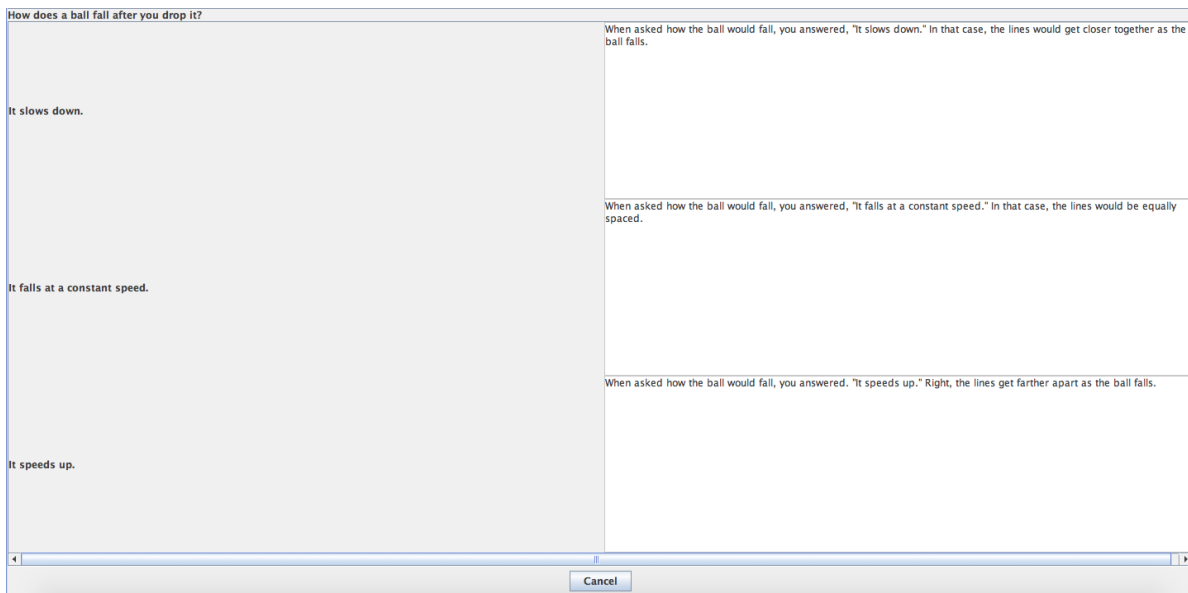 How does a ball fall after you drop it?
When asked how the ball would fall, you answered, "It slows down." In that case, the lines would get closer together as the
ball falls.
It slows down.
When asked how the ball would fall, you answered, "It falls at a constant speed." In that case, the lines would be equally
spaced.
It falls at a constant speed.
When asked how the ball would fall, you answered. "It speeds up." Right, the lines get farther apart as the ball falls.
It speeds up.
Cancel